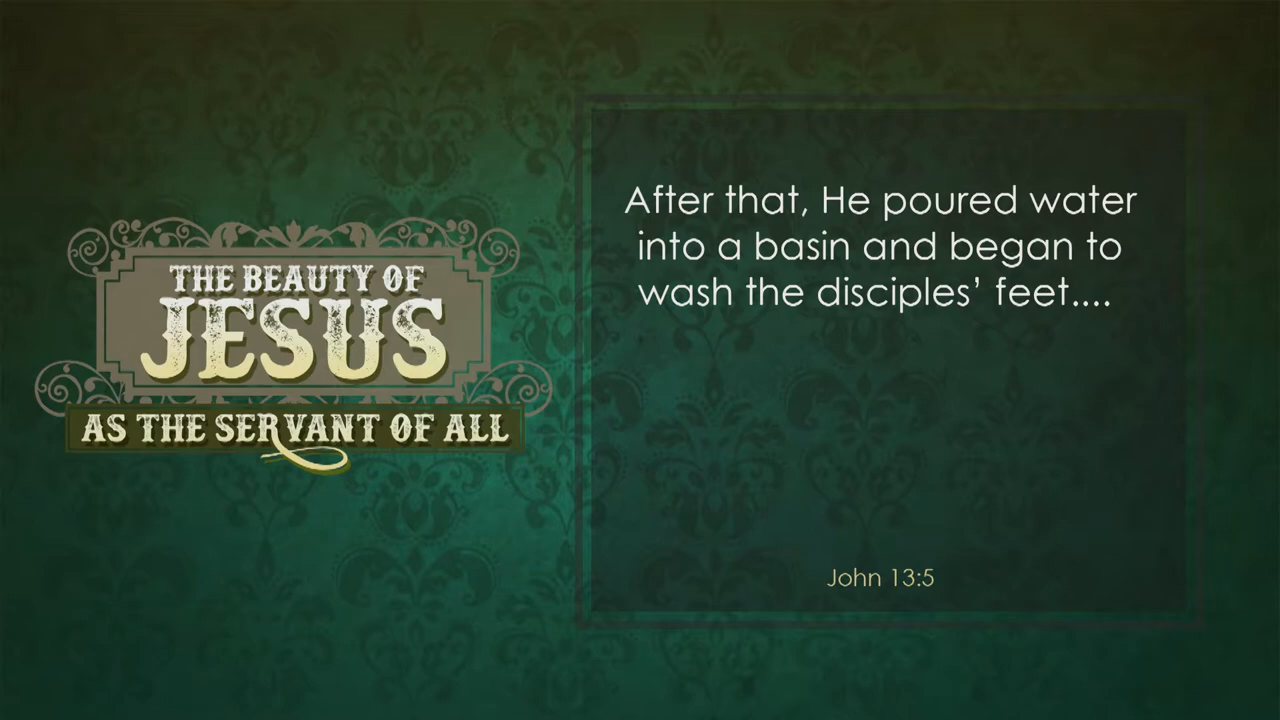 THE BEAUTY OF
JESUS
AS THE SERVANT OF ALL
After that, He poured water
into a basin and began to
wash the disciples’ feet....
John 13:5